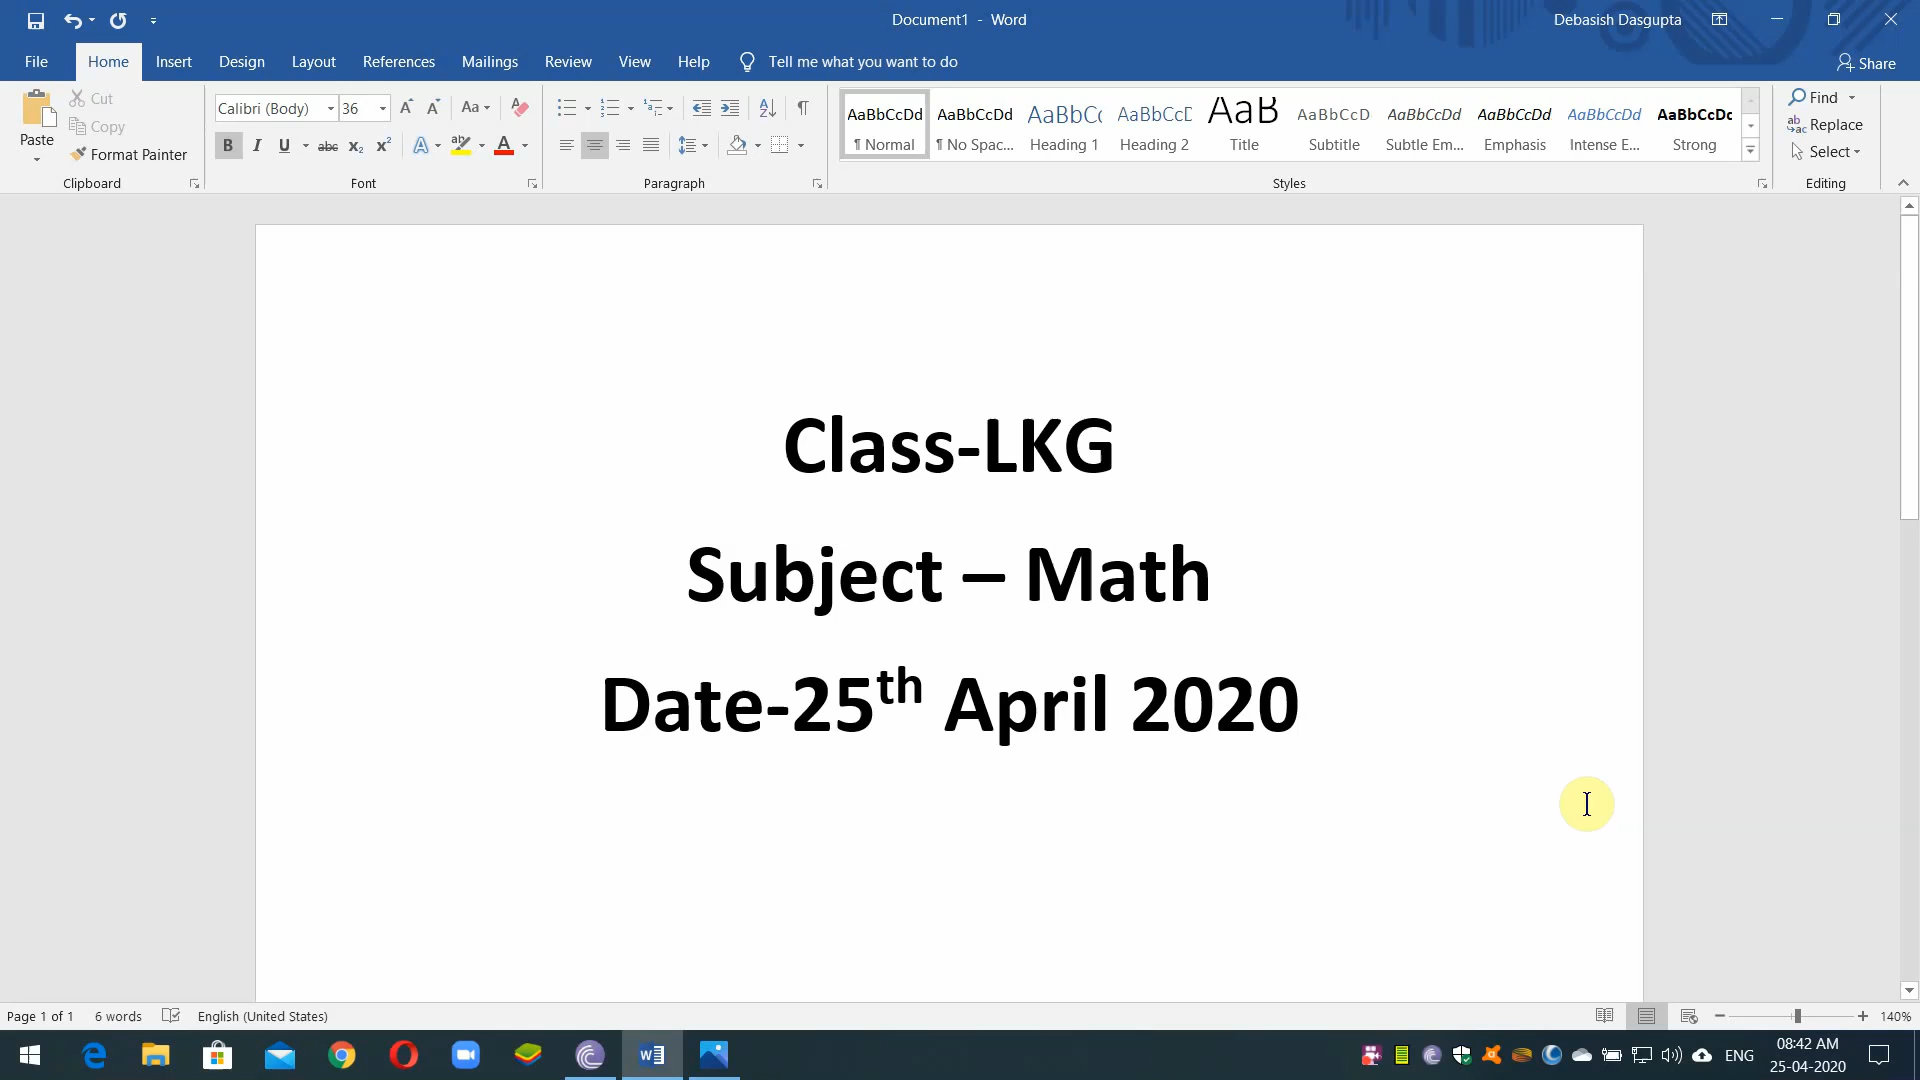 Document1 - Word
Debasish Dasgupta
File Home Insert Design Layout References Mailings Review View Help Tell me what you want to do
Share
Paste
Cut
Copy
Format Painter
Clipboard
Calibri (Body) 36
Font
Paragraph
AaBbCcDd AaBbCcDd AaBbCc AaBbCcD AaB AaBbCcD AaBbCcDd AaBbCcDd AaBbCcDd AaBbCcDc
¶ Normal ¶ No Spac... Heading 1 Heading 2 Title Subtitle Subtle Em... Emphasis Intense E... Strong
Styles
Find
Replace
Select
Editing
Class-LKG
Subject – Math
Date-25th April 2020
Page 1 of 1 6 words English (United States)
140%
ENG
08:42 AM
25-04-2020